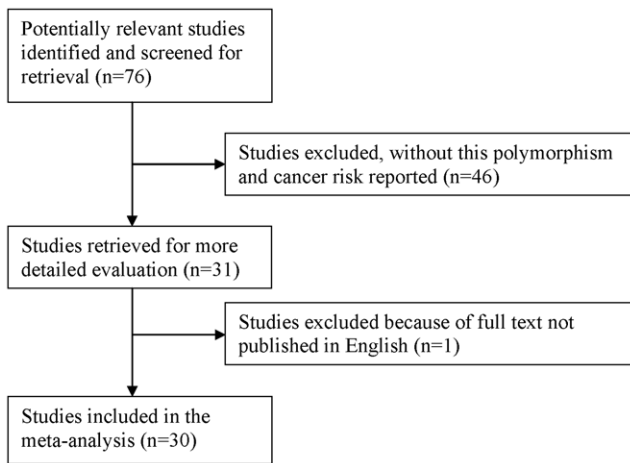 Potentially relevant studies
identified and screened for
retrieval (n=76)
Studies excluded, without this polymorphism
and cancer risk reported (n=46)
Studies retrieved for more
detailed evaluation (n=31)
Studies excluded because of full text not
published in English (n=1)
Studies included in the
meta-analysis (n=30)